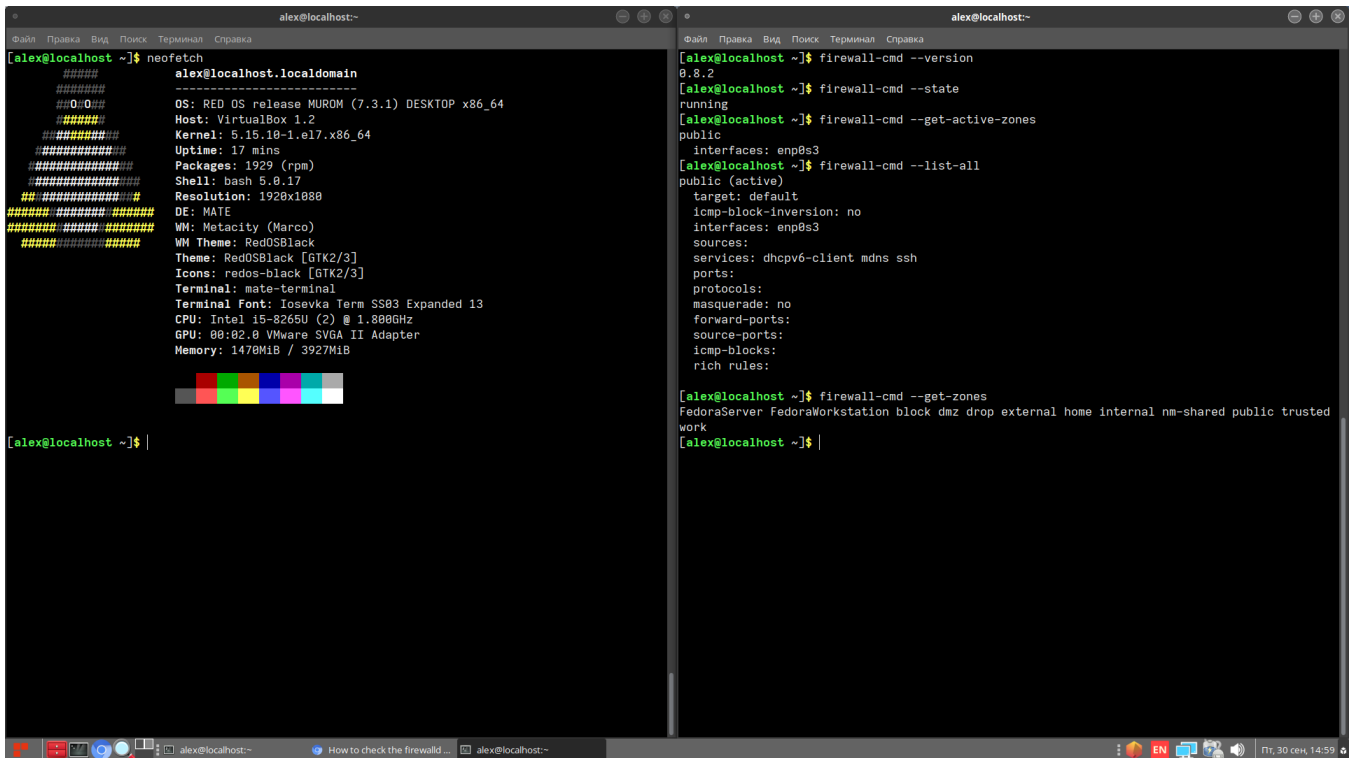 alex@localhost:~
Файл Правка Вид Поиск Терминал Справка
[alex@localhost ~]$ neofetch
alex@localhost.localdomain
--------------------------
OS: RED OS release MUROM (7.3.1) DESKTOP x86_64
Host: VirtualBox 1.2
Kernel: 5.15.10-1.el7.x86_64
Uptime: 17 mins
Packages: 1929 (rpm)
Shell: bash 5.0.17
Resolution: 1920x1080
DE: MATE
WM: Metacity (Marco)
WM Theme: RedOSBlack
Theme: RedOSBlack [GTK2/3]
Icons: redos-black [GTK2/3]
Terminal: mate-terminal
Terminal Font: Iosevka Term SS03 Expanded 13
CPU: Intel i5-8265U (2) @ 1.800GHz
GPU: 00:02.0 VMware SVGA II Adapter
Memory: 1470MiB / 3927MiB
[alex@localhost ~]$
alex@localhost:~
Файл Правка Вид Поиск Терминал Справка
[alex@localhost ~]$ firewall-cmd --version
0.8.2
[alex@localhost ~]$ firewall-cmd --state
running
[alex@localhost ~]$ firewall-cmd --get-active-zones
public
  interfaces: enp0s3
[alex@localhost ~]$ firewall-cmd --list-all
public (active)
  target: default
  icmp-block-inversion: no
  interfaces: enp0s3
  sources:
  services: dhcpv6-client mdns ssh
  ports:
  protocols:
  masquerade: no
  forward-ports:
  source-ports:
  icmp-blocks:
  rich rules:
[alex@localhost ~]$ firewall-cmd --get-zones
FedoraServer FedoraWorkstation block dmz drop external home internal nm-shared public trusted
work
[alex@localhost ~]$
alex@localhost:~
How to check the firewalld ...
alex@localhost:~
EN
Пт, 30 сен, 14:59